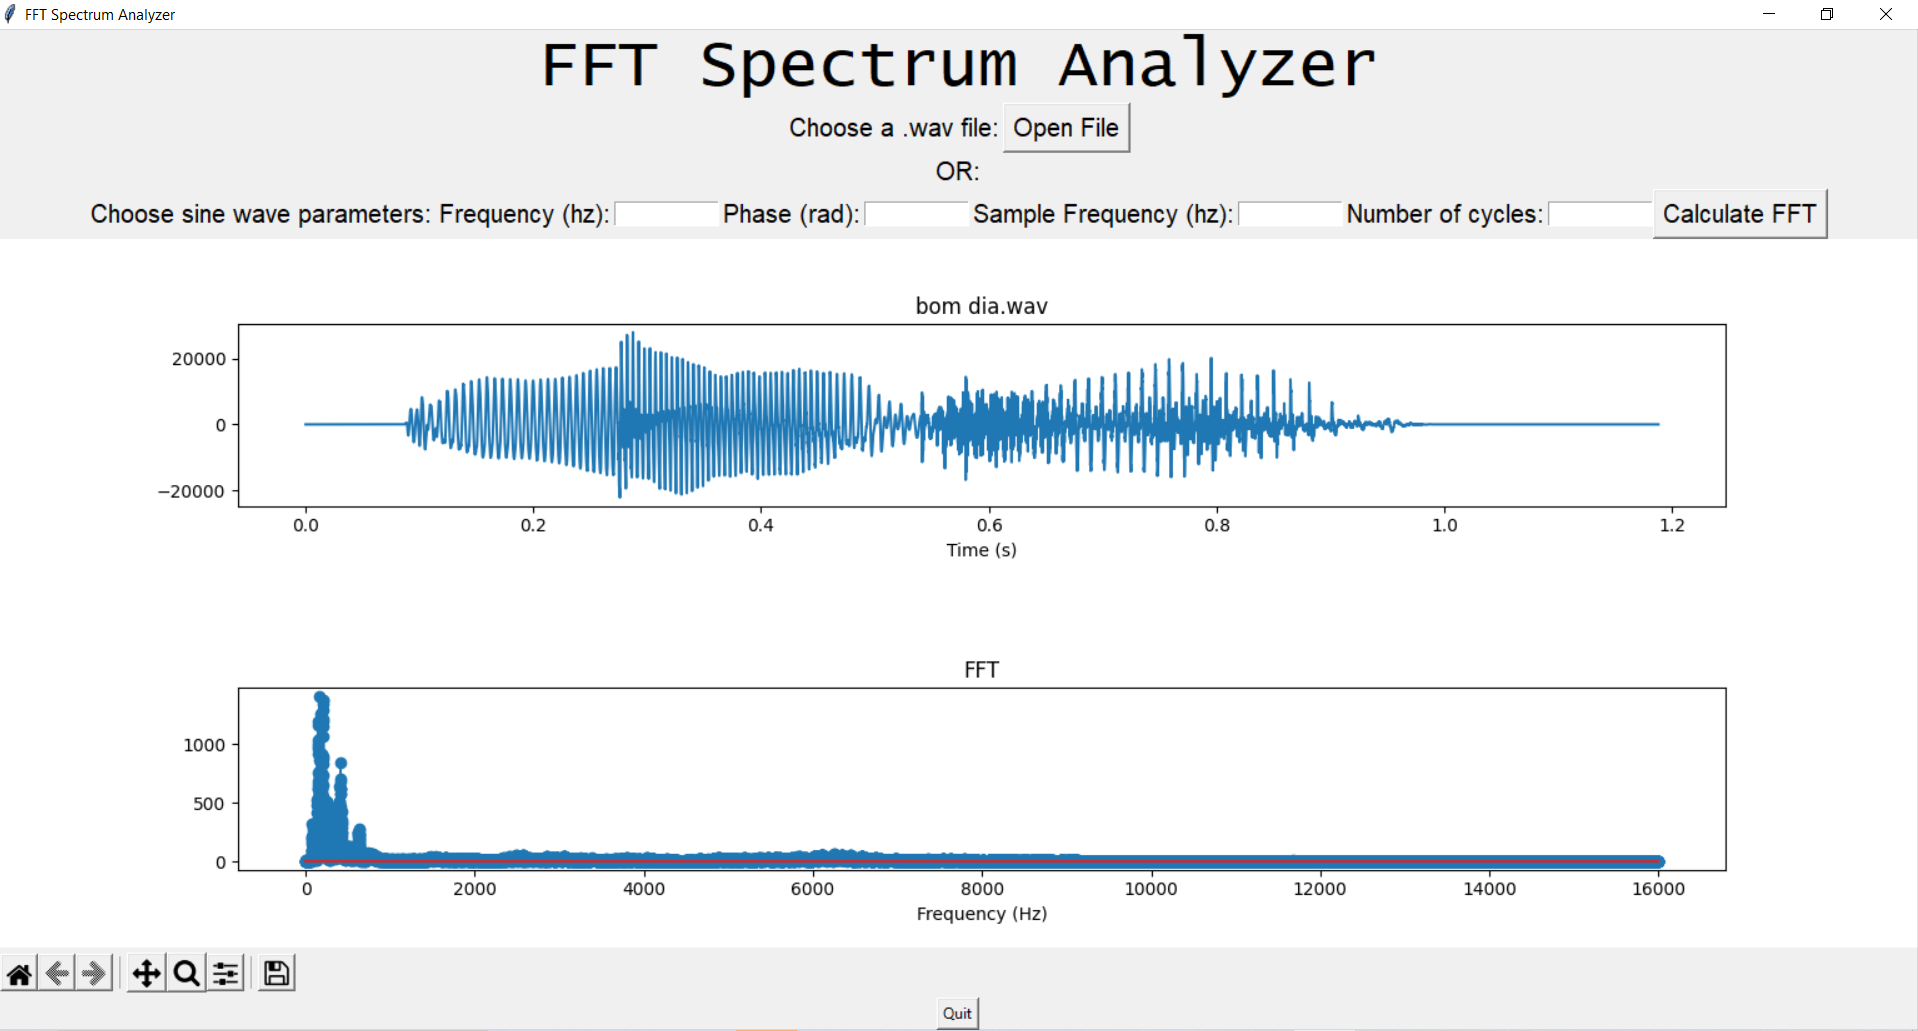 FFT Spectrum Analyzer
FFT Spectrum Analyzer
Choose a .wav file: Open File
OR:
Choose sine wave parameters: Frequency (hz): Phase (rad): Sample Frequency (hz): Number of cycles: Calculate FFT
bom dia.wav
20000
0
−20000
0.0 0.2 0.4 0.6 0.8 1.0 1.2
Time (s)
FFT
1000
500
0
0 2000 4000 6000 8000 10000 12000 14000 16000
Frequency (Hz)
Quit